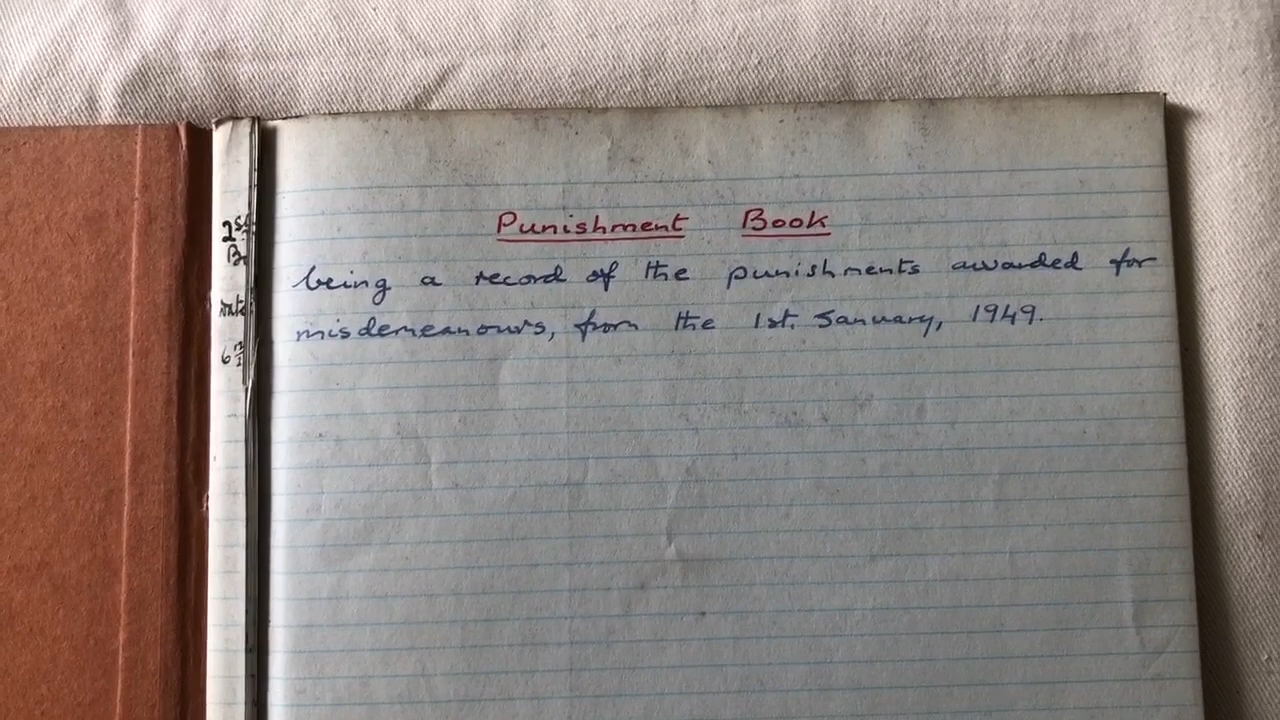 Punishment Book
being a record of the punishments awarded for
misdemeanours, from the 1st. January, 1949.